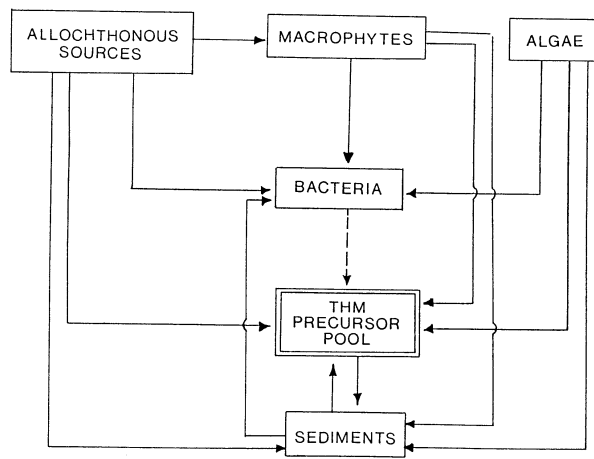 ALLOCHTHONOUS
SOURCES
MACROPHYTES
ALGAE
BACTERIA
THM
PRECURSOR
POOL
SEDIMENTS